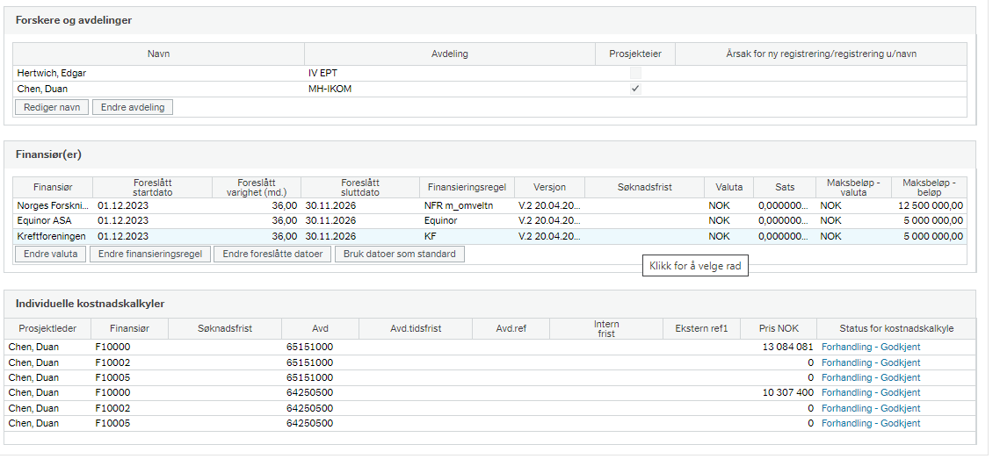 Forskere og avdelinger
Navn Avdeling Prosjekteier Årsak for ny registrering/registrering u/navn
Hertwich, Edgar IV EPT
Chen, Duan MH-IKOM
Rediger navn Endre avdeling
Finansiør(er)
Finansiør Foreslått startdato Foreslått varighet (md.) Foreslått sluttdato Finansieringsregel Versjon Søknadsfrist Valuta Sats Maksbeløp - valuta Maksbeløp - beløp
Norges Forskni... 01.12.2023 36,00 30.11.2026 NFR m_omveltn V.2 20.04.20... NOK 0,000000... NOK 12 500 000,00
Equinor ASA 01.12.2023 36,00 30.11.2026 Equinor V.2 20.04.20... NOK 0,000000... NOK 5 000 000,00
Kreftforeningen 01.12.2023 36,00 30.11.2026 KF V.2 20.04.20... NOK 0,000000... NOK 5 000 000,00
Endre valuta Endre finansieringsregel Endre foreslåtte datoer Bruk datoer som standard
Klikk for å velge rad
Individuelle kostnadskalkyler
Prosjektleder Finansiør Søknadsfrist Avd Avd.tidsfrist Avd.ref Intern frist Ekstern ref1 Pris NOK Status for kostnadskalkyle
Chen, Duan F10000 65151000 13 084 081 Forhandling - Godkjent
Chen, Duan F10002 65151000 0 Forhandling - Godkjent
Chen, Duan F10005 65151000 0 Forhandling - Godkjent
Chen, Duan F10000 64250500 10 307 400 Forhandling - Godkjent
Chen, Duan F10002 64250500 0 Forhandling - Godkjent
Chen, Duan F10005 64250500 0 Forhandling - Godkjent